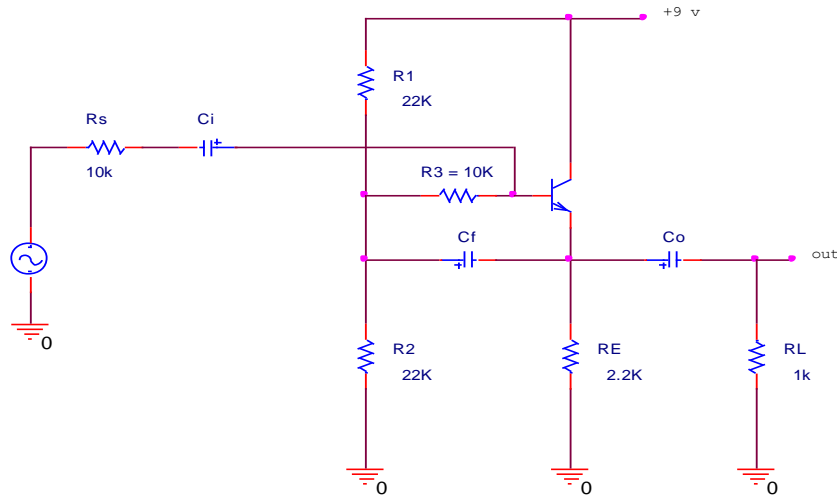 +9 v
R1
22K
Rs
Ci
10k
R3 = 10K
Cf
Co
out
0
R2
22K
RE
2.2K
RL
1k
0
0
0